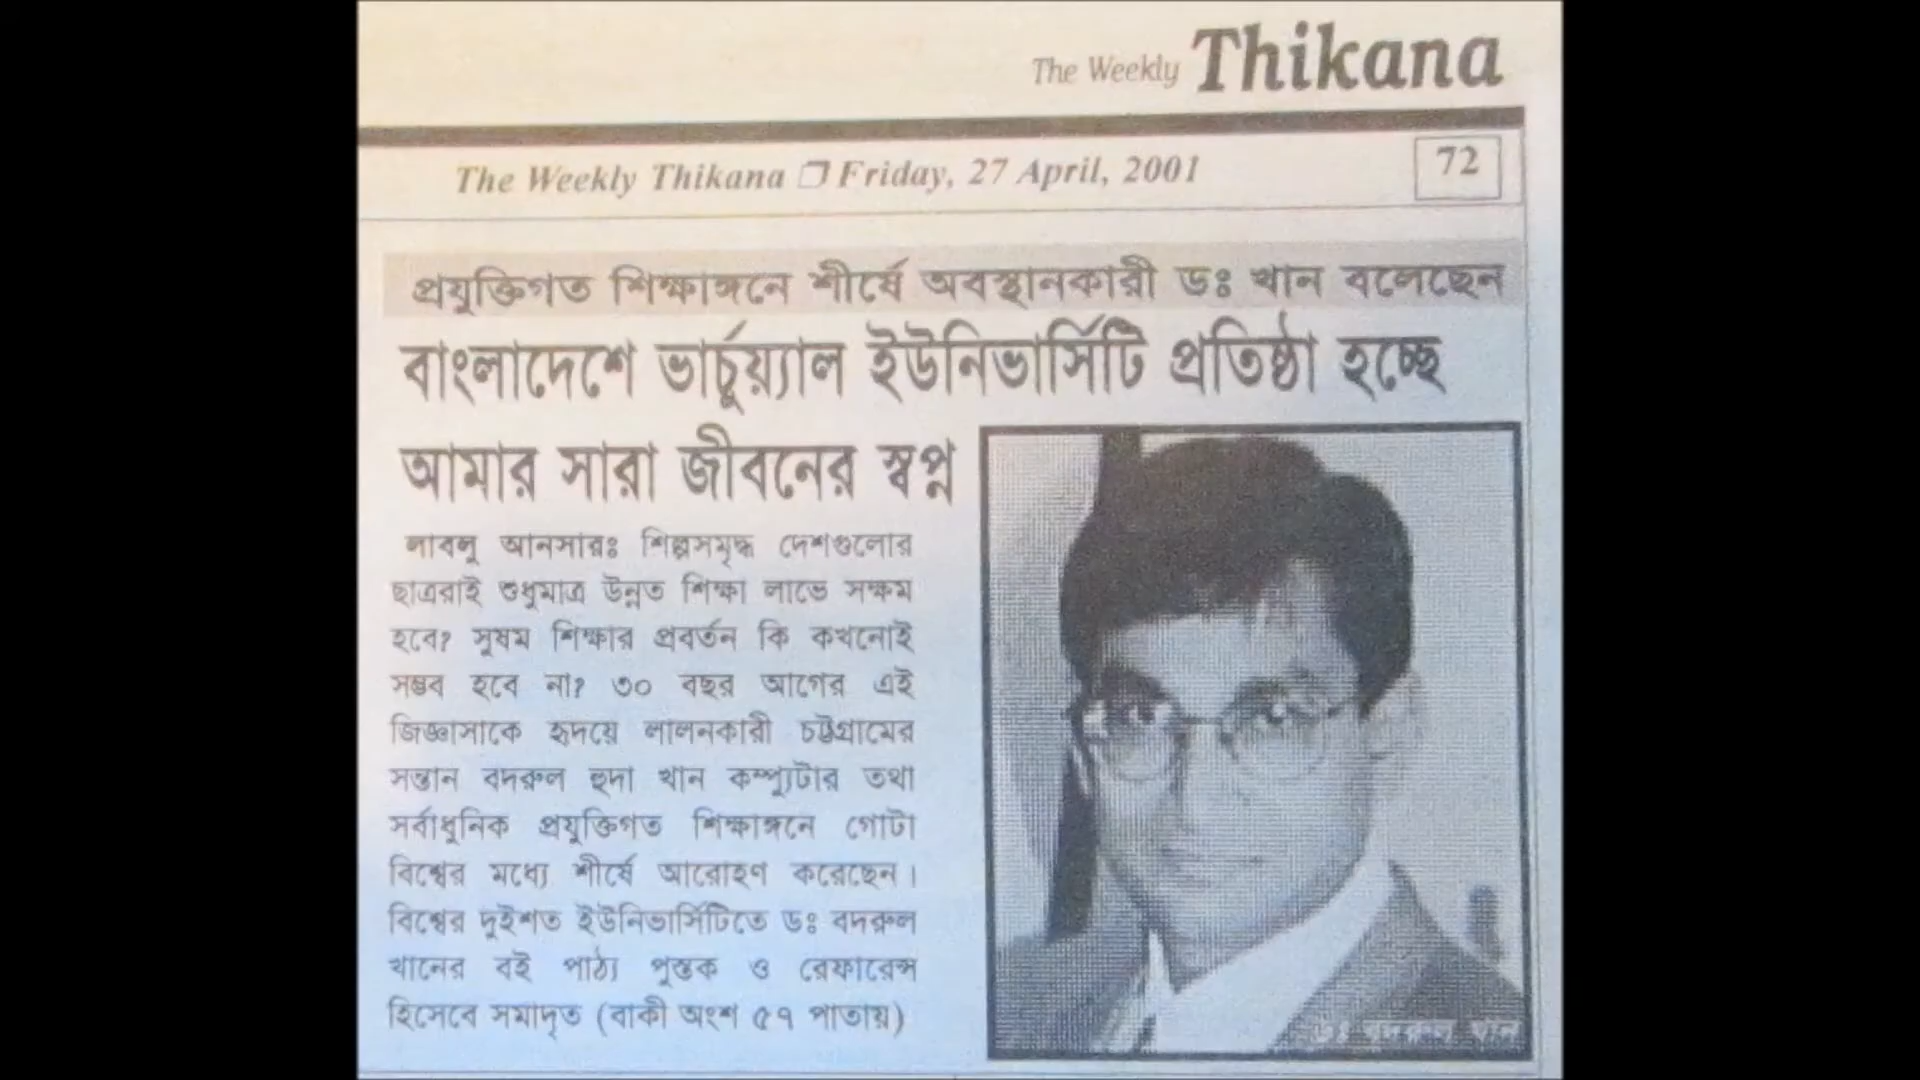 The Weekly Thikana
The Weekly Thikana ❒ Friday, 27 April, 2001
72
প্রযুক্তিগত শিক্ষাঙ্গনে শীর্ষে অবস্থানকারী ডঃ খান বলেছেন
বাংলাদেশে ভার্চুয়্যাল ইউনিভার্সিটি প্রতিষ্ঠা হচ্ছে
আমার সারা জীবনের স্বপ্ন
লাবলু আনসারঃ শিল্পসমৃদ্ধ দেশগুলোর
ছাত্ররাই শুধুমাত্র উন্নত শিক্ষা লাভে সক্ষম
হবে? সুষম শিক্ষার প্রবর্তন কি কখনোই
সম্ভব হবে না? ৩০ বছর আগের এই
জিজ্ঞাসাকে হৃদয়ে লালনকারী চট্টগ্রামের
সন্তান বদরুল হুদা খান কম্প্যুটার তথা
সর্বাধুনিক প্রযুক্তিগত শিক্ষাঙ্গনে গোটা
বিশ্বের মধ্যে শীর্ষে আরোহণ করেছেন।
বিশ্বের দুইশত ইউনিভার্সিটিতে ডঃ বদরুল
খানের বই পাঠ্য পুস্তক ও রেফারেন্স
হিসেবে সমাদৃত (বাকী অংশ ৫৭ পাতায়)
ডঃ বদরুল খান